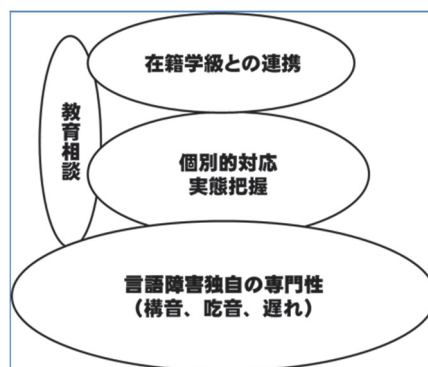 在籍学級との連携
教育相談
個別的対応
実態把握
言語障害独自の専門性
（構音、吃音、遅れ）